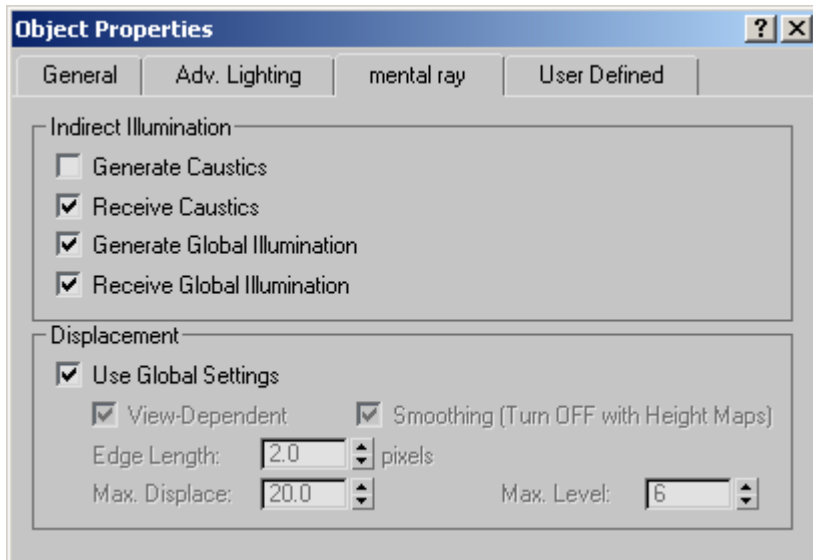 Object Properties
General Adv. Lighting mental ray User Defined
Indirect Illumination
Generate Caustics
Receive Caustics
Generate Global Illumination
Receive Global Illumination
Displacement
Use Global Settings
View-Dependent Smoothing (Turn OFF with Height Maps)
Edge Length: 2.0 pixels
Max. Displace: 20.0 Max. Level: 6